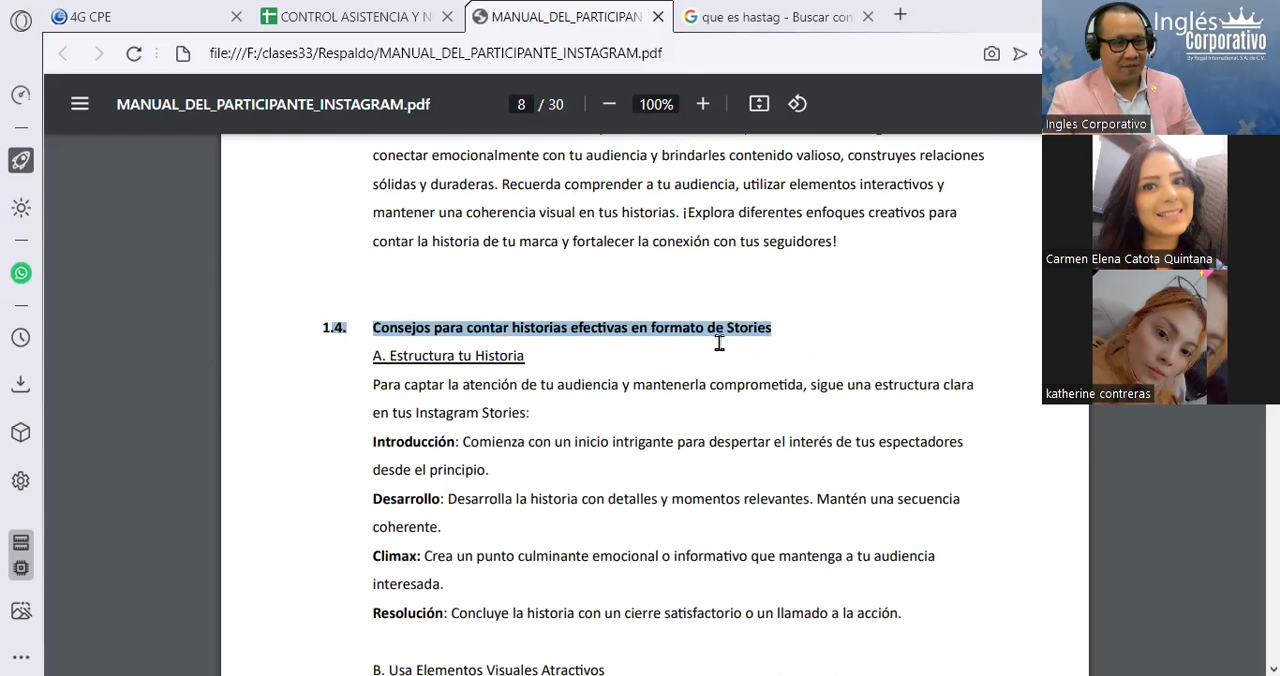 4G CPE
CONTROL ASISTENCIA Y N
MANUAL_DEL_PARTICIPAN
que es hastag - Buscar con
file:///F:/clases33/Respaldo/MANUAL_DEL_PARTICIPANTE_INSTAGRAM.pdf
MANUAL_DEL_PARTICIPANTE_INSTAGRAM.pdf
8 / 30
100%
conectar emocionalmente con tu audiencia y brindarles contenido valioso, construyes relaciones
sólidas y duraderas. Recuerda comprender a tu audiencia, utilizar elementos interactivos y
mantener una coherencia visual en tus historias. ¡Explora diferentes enfoques creativos para
contar la historia de tu marca y fortalecer la conexión con tus seguidores!
1.4. Consejos para contar historias efectivas en formato de Stories
A. Estructura tu Historia
Para captar la atención de tu audiencia y mantenerla comprometida, sigue una estructura clara
en tus Instagram Stories:
Introducción: Comienza con un inicio intrigante para despertar el interés de tus espectadores
desde el principio.
Desarrollo: Desarrolla la historia con detalles y momentos relevantes. Mantén una secuencia
coherente.
Climax: Crea un punto culminante emocional o informativo que mantenga a tu audiencia
interesada.
Resolución: Concluye la historia con un cierre satisfactorio o un llamado a la acción.
B. Usa Elementos Visuales Atractivos
Inglés
Corporativo
By Regal International, S.A. de C.V.
Ingles Corporativo
Carmen Elena Catota Quintana
katherine contreras